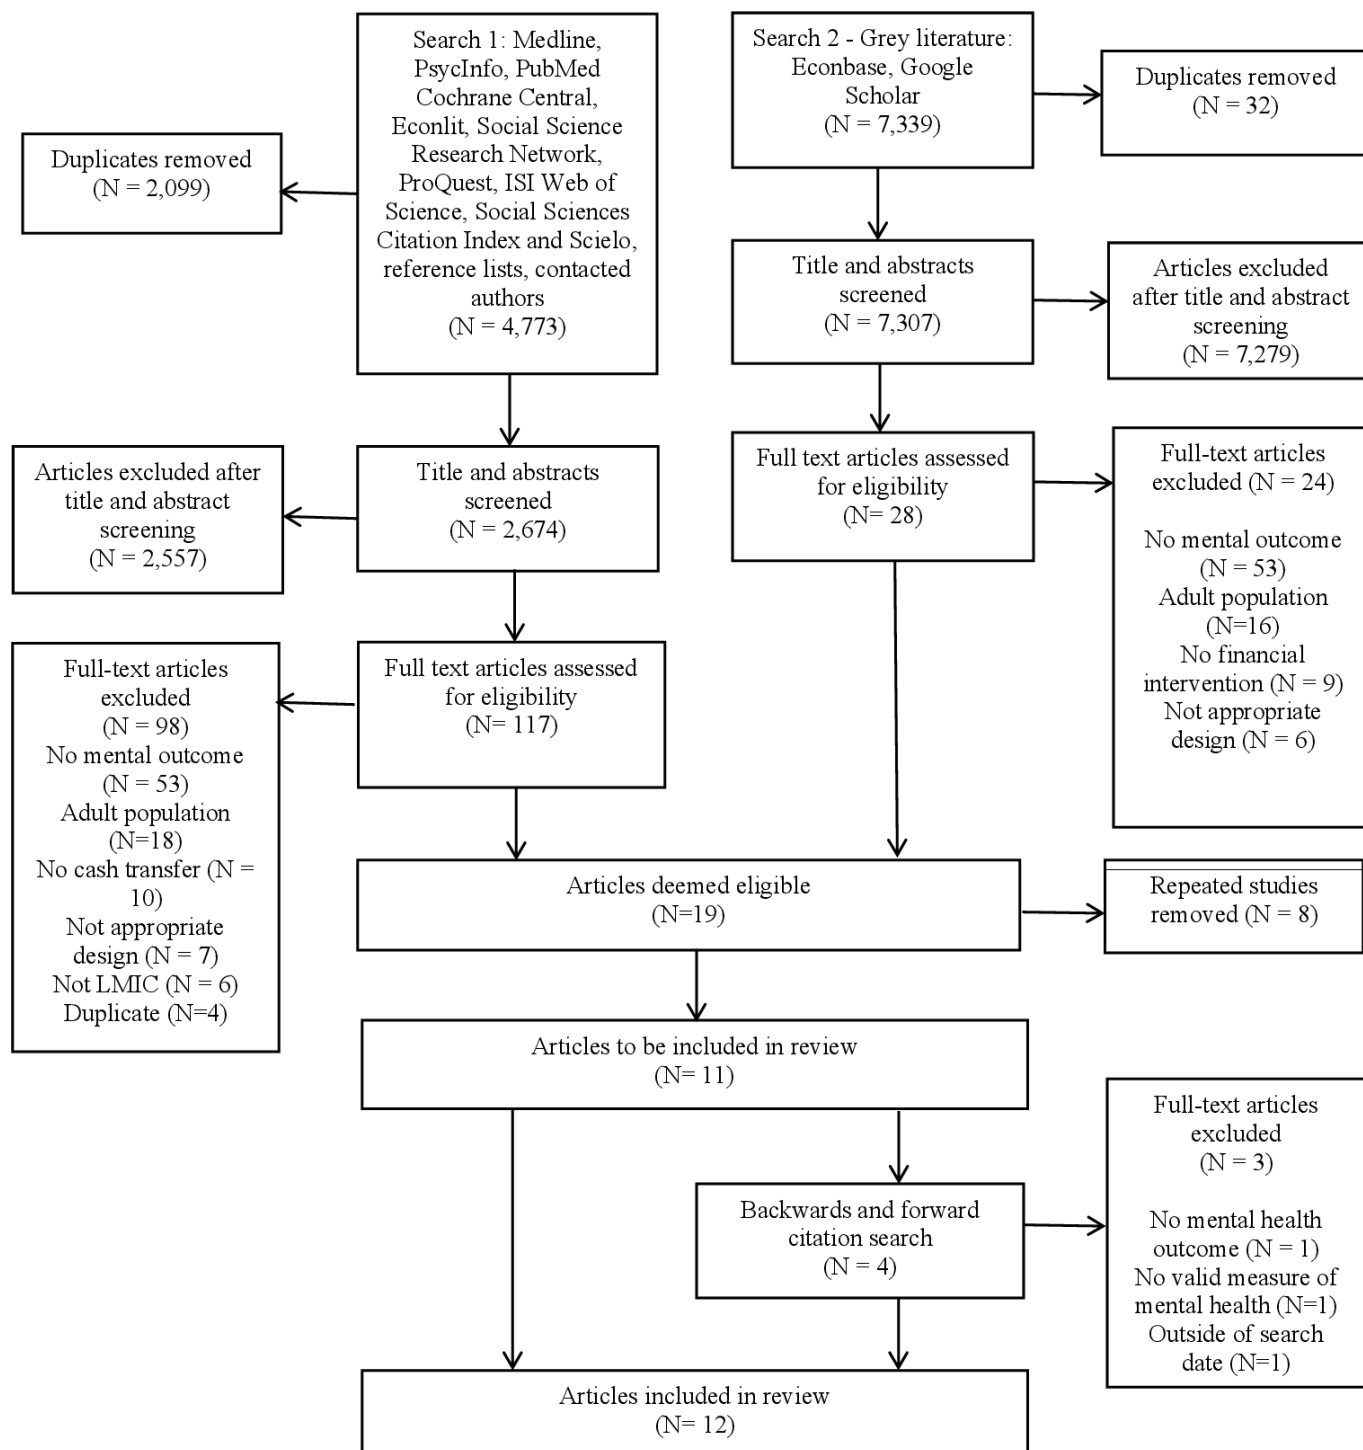 Search 1: Medline,
PsycInfo, PubMed
Cochrane Central,
Econlit, Social Science
Research Network,
ProQuest, ISI Web of
Science, Social Sciences
Citation Index and Scielo,
reference lists, contacted
authors
(N = 4,773)
Duplicates removed
(N = 2,099)
Search 2 - Grey literature:
Econbase, Google
Scholar
(N = 7,339)
Duplicates removed
(N = 32)
Title and abstracts
screened
(N = 7,307)
Articles excluded
after title and abstract
screening
(N = 7,279)
Articles excluded after
title and abstract
screening
(N = 2,557)
Title and abstracts
screened
(N = 2,674)
Full text articles assessed
for eligibility
(N= 28)
Full-text articles
excluded (N = 24)
No mental outcome
(N = 53)
Adult population
(N=16)
No financial
intervention (N = 9)
Not appropriate
design (N = 6)
Full-text articles
excluded
(N = 98)
No mental outcome
(N = 53)
Adult population
(N=18)
No cash transfer (N =
10)
Not appropriate
design (N = 7)
Not LMIC (N = 6)
Duplicate (N=4)
Full text articles assessed
for eligibility
(N= 117)
Articles deemed eligible
(N=19)
Repeated studies
removed (N = 8)
Articles to be included in review
(N= 11)
Backwards and forward
citation search
(N = 4)
Full-text articles
excluded
(N = 3)
No mental health
outcome (N = 1)
No valid measure of
mental health (N=1)
Outside of search
date (N=1)
Articles included in review
(N = 12)